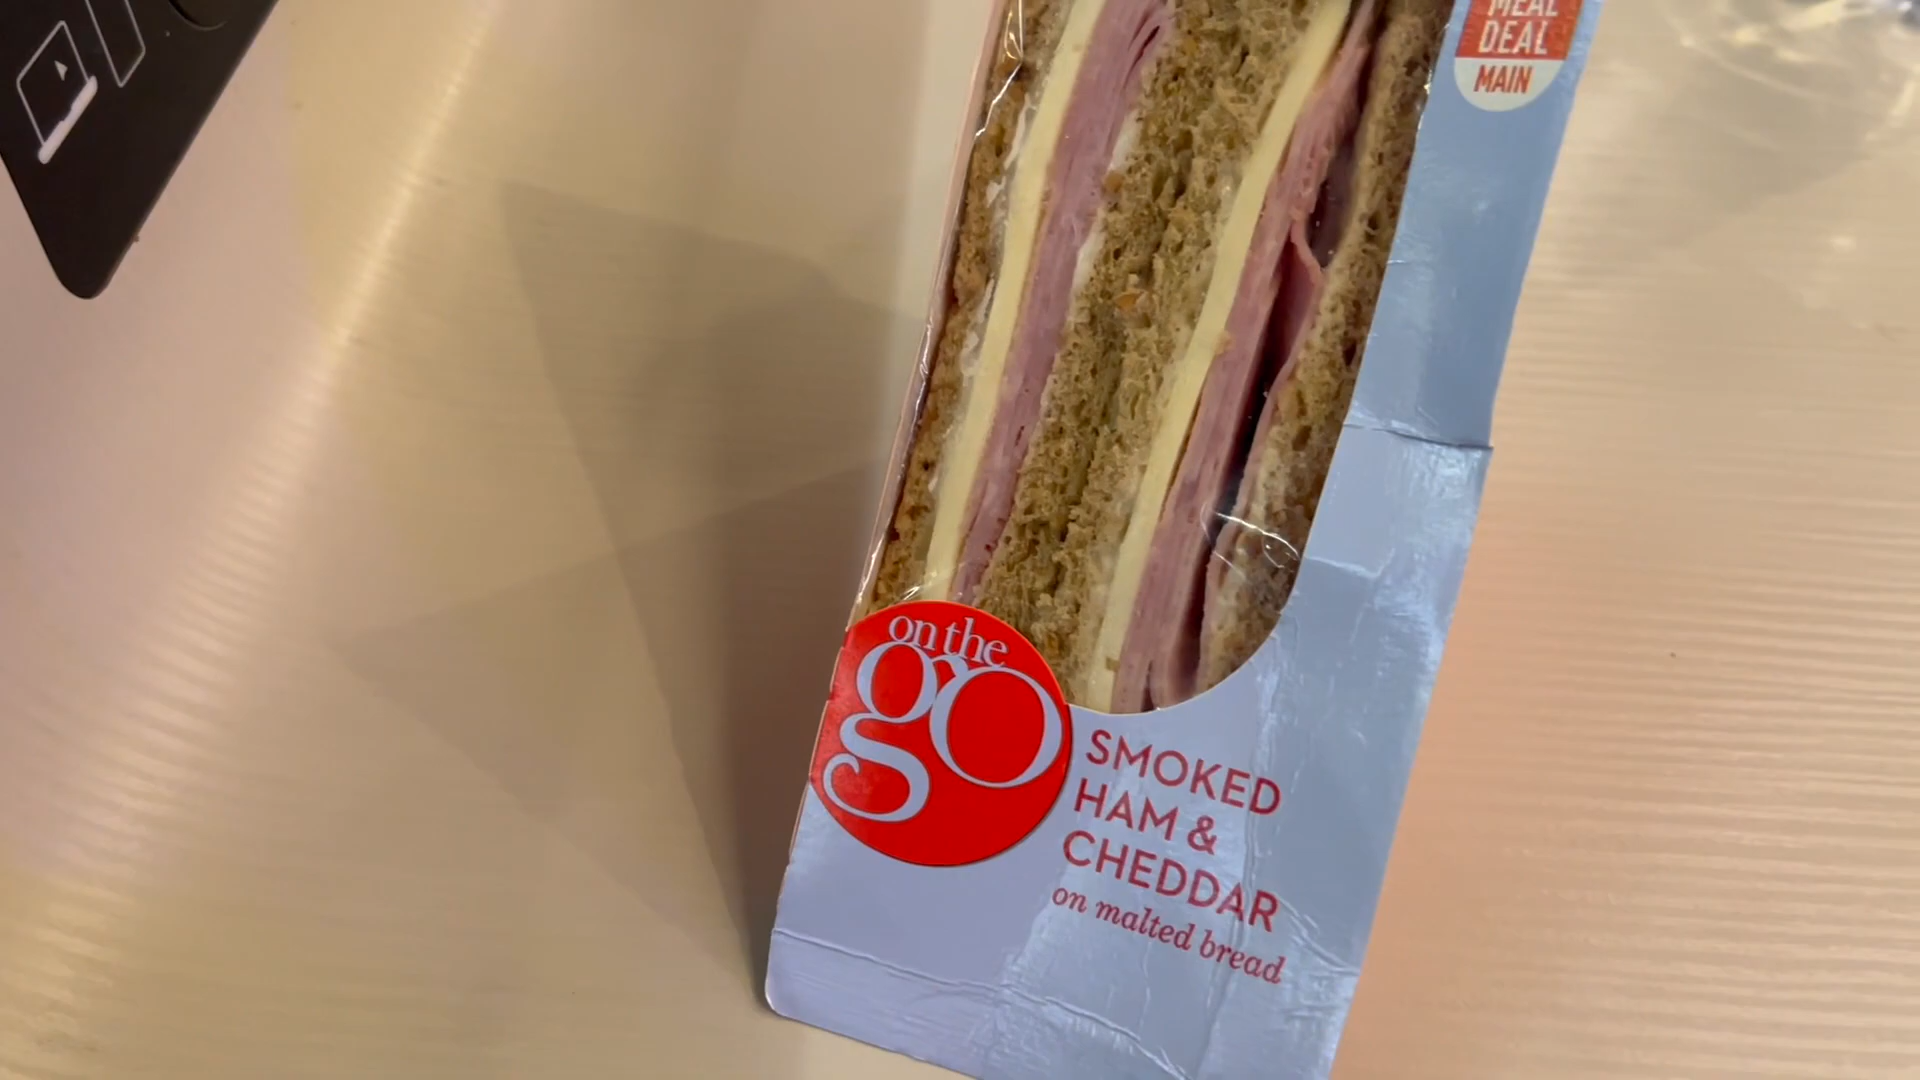 MEAL
DEAL
MAIN
on the
go
SMOKED
HAM &
CHEDDAR
on malted bread